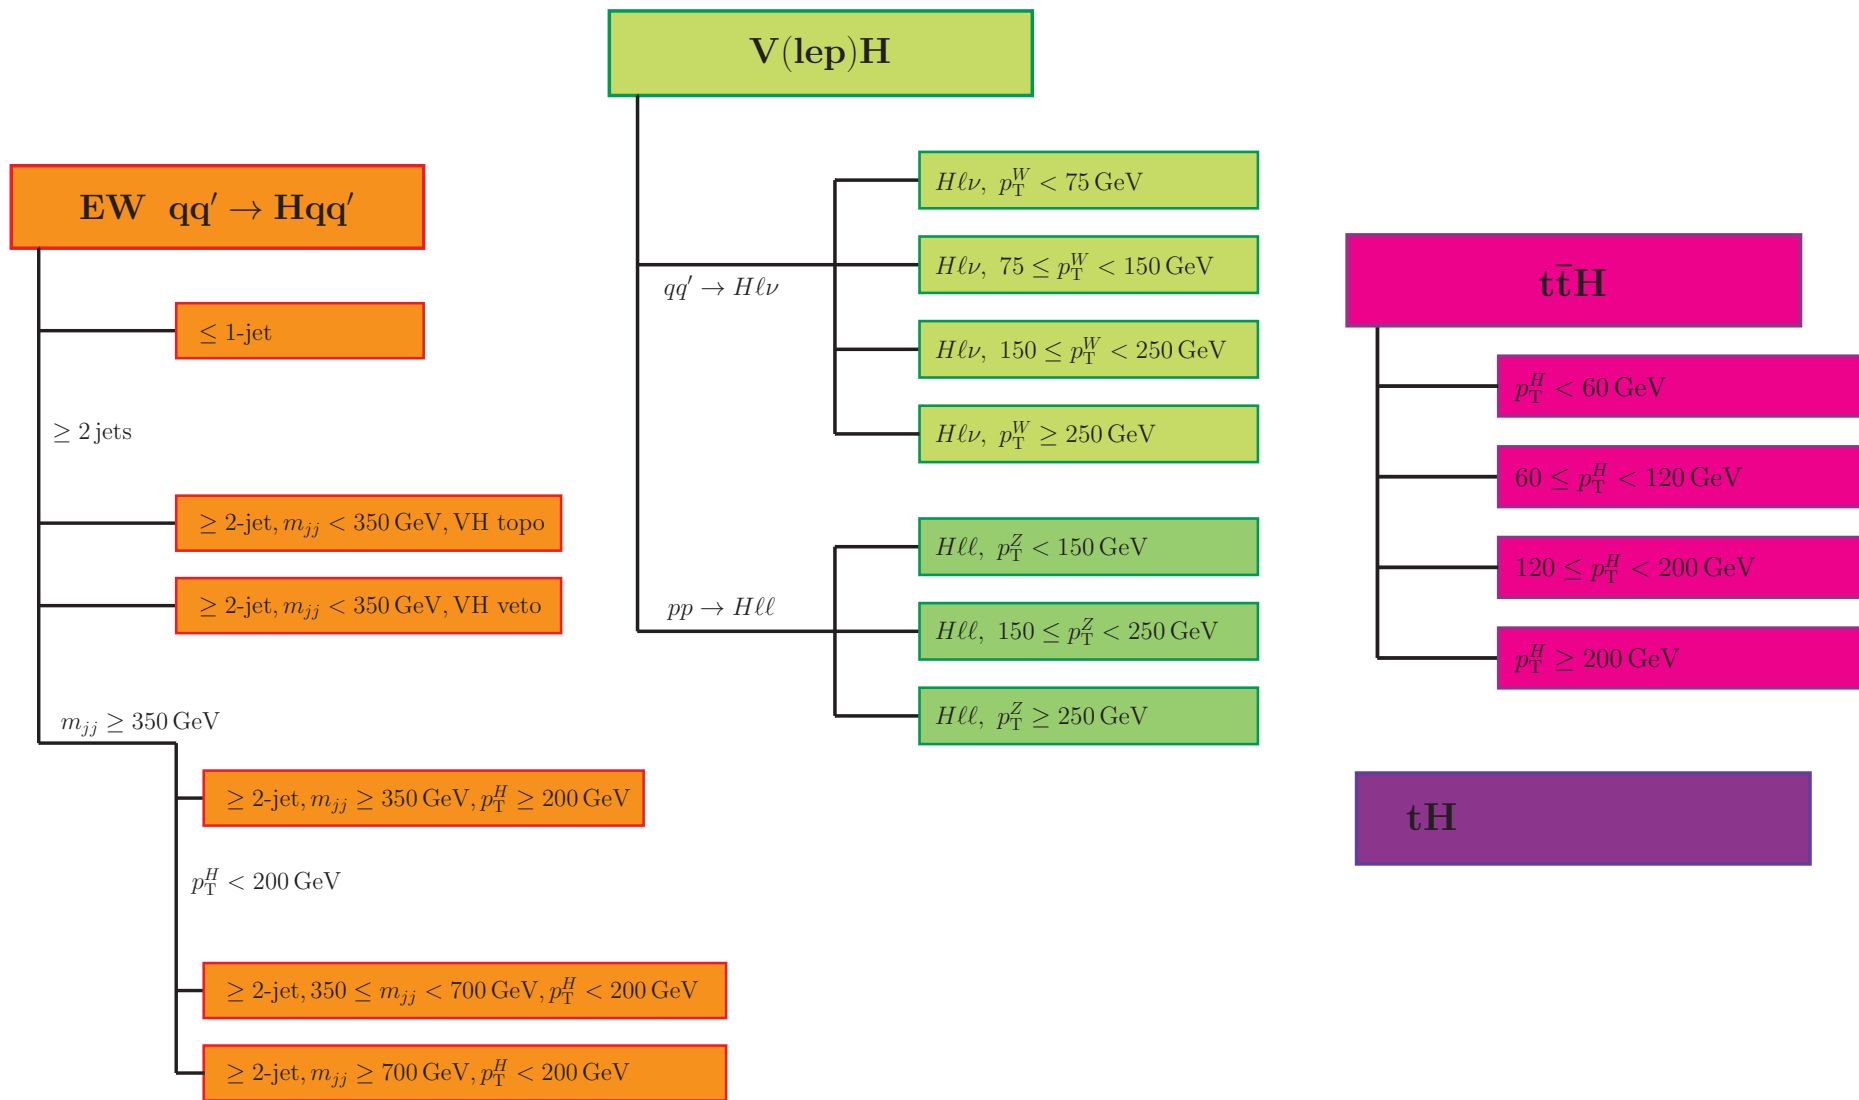 EW qq′ → Hqq′
≤ 1-jet
≥ 2 jets
≥ 2-jet, m_jj < 350 GeV, VH topo
≥ 2-jet, m_jj < 350 GeV, VH veto
m_jj ≥ 350 GeV
≥ 2-jet, m_jj ≥ 350 GeV, p_T^H ≥ 200 GeV
p_T^H < 200 GeV
≥ 2-jet, 350 ≤ m_jj < 700 GeV, p_T^H < 200 GeV
≥ 2-jet, m_jj ≥ 700 GeV, p_T^H < 200 GeV
V(lep)H
qq′ → Hℓν
Hℓν, p_T^W < 75 GeV
Hℓν, 75 ≤ p_T^W < 150 GeV
Hℓν, 150 ≤ p_T^W < 250 GeV
Hℓν, p_T^W ≥ 250 GeV
pp → Hℓℓ
Hℓℓ, p_T^Z < 150 GeV
Hℓℓ, 150 ≤ p_T^Z < 250 GeV
Hℓℓ, p_T^Z ≥ 250 GeV
tt̄H
p_T^H < 60 GeV
60 ≤ p_T^H < 120 GeV
120 ≤ p_T^H < 200 GeV
p_T^H ≥ 200 GeV
tH